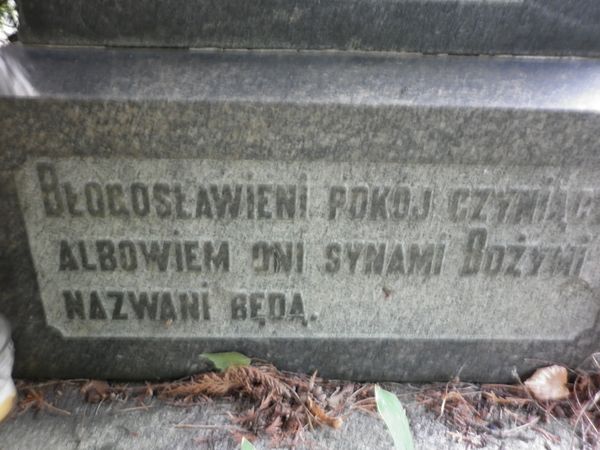 BŁOGOSŁAWIENI POKÓJ CZYNIĄC
ALBOWIEM ONI SYNAMI BOŻYMI
NAZWANI BĘDĄ.